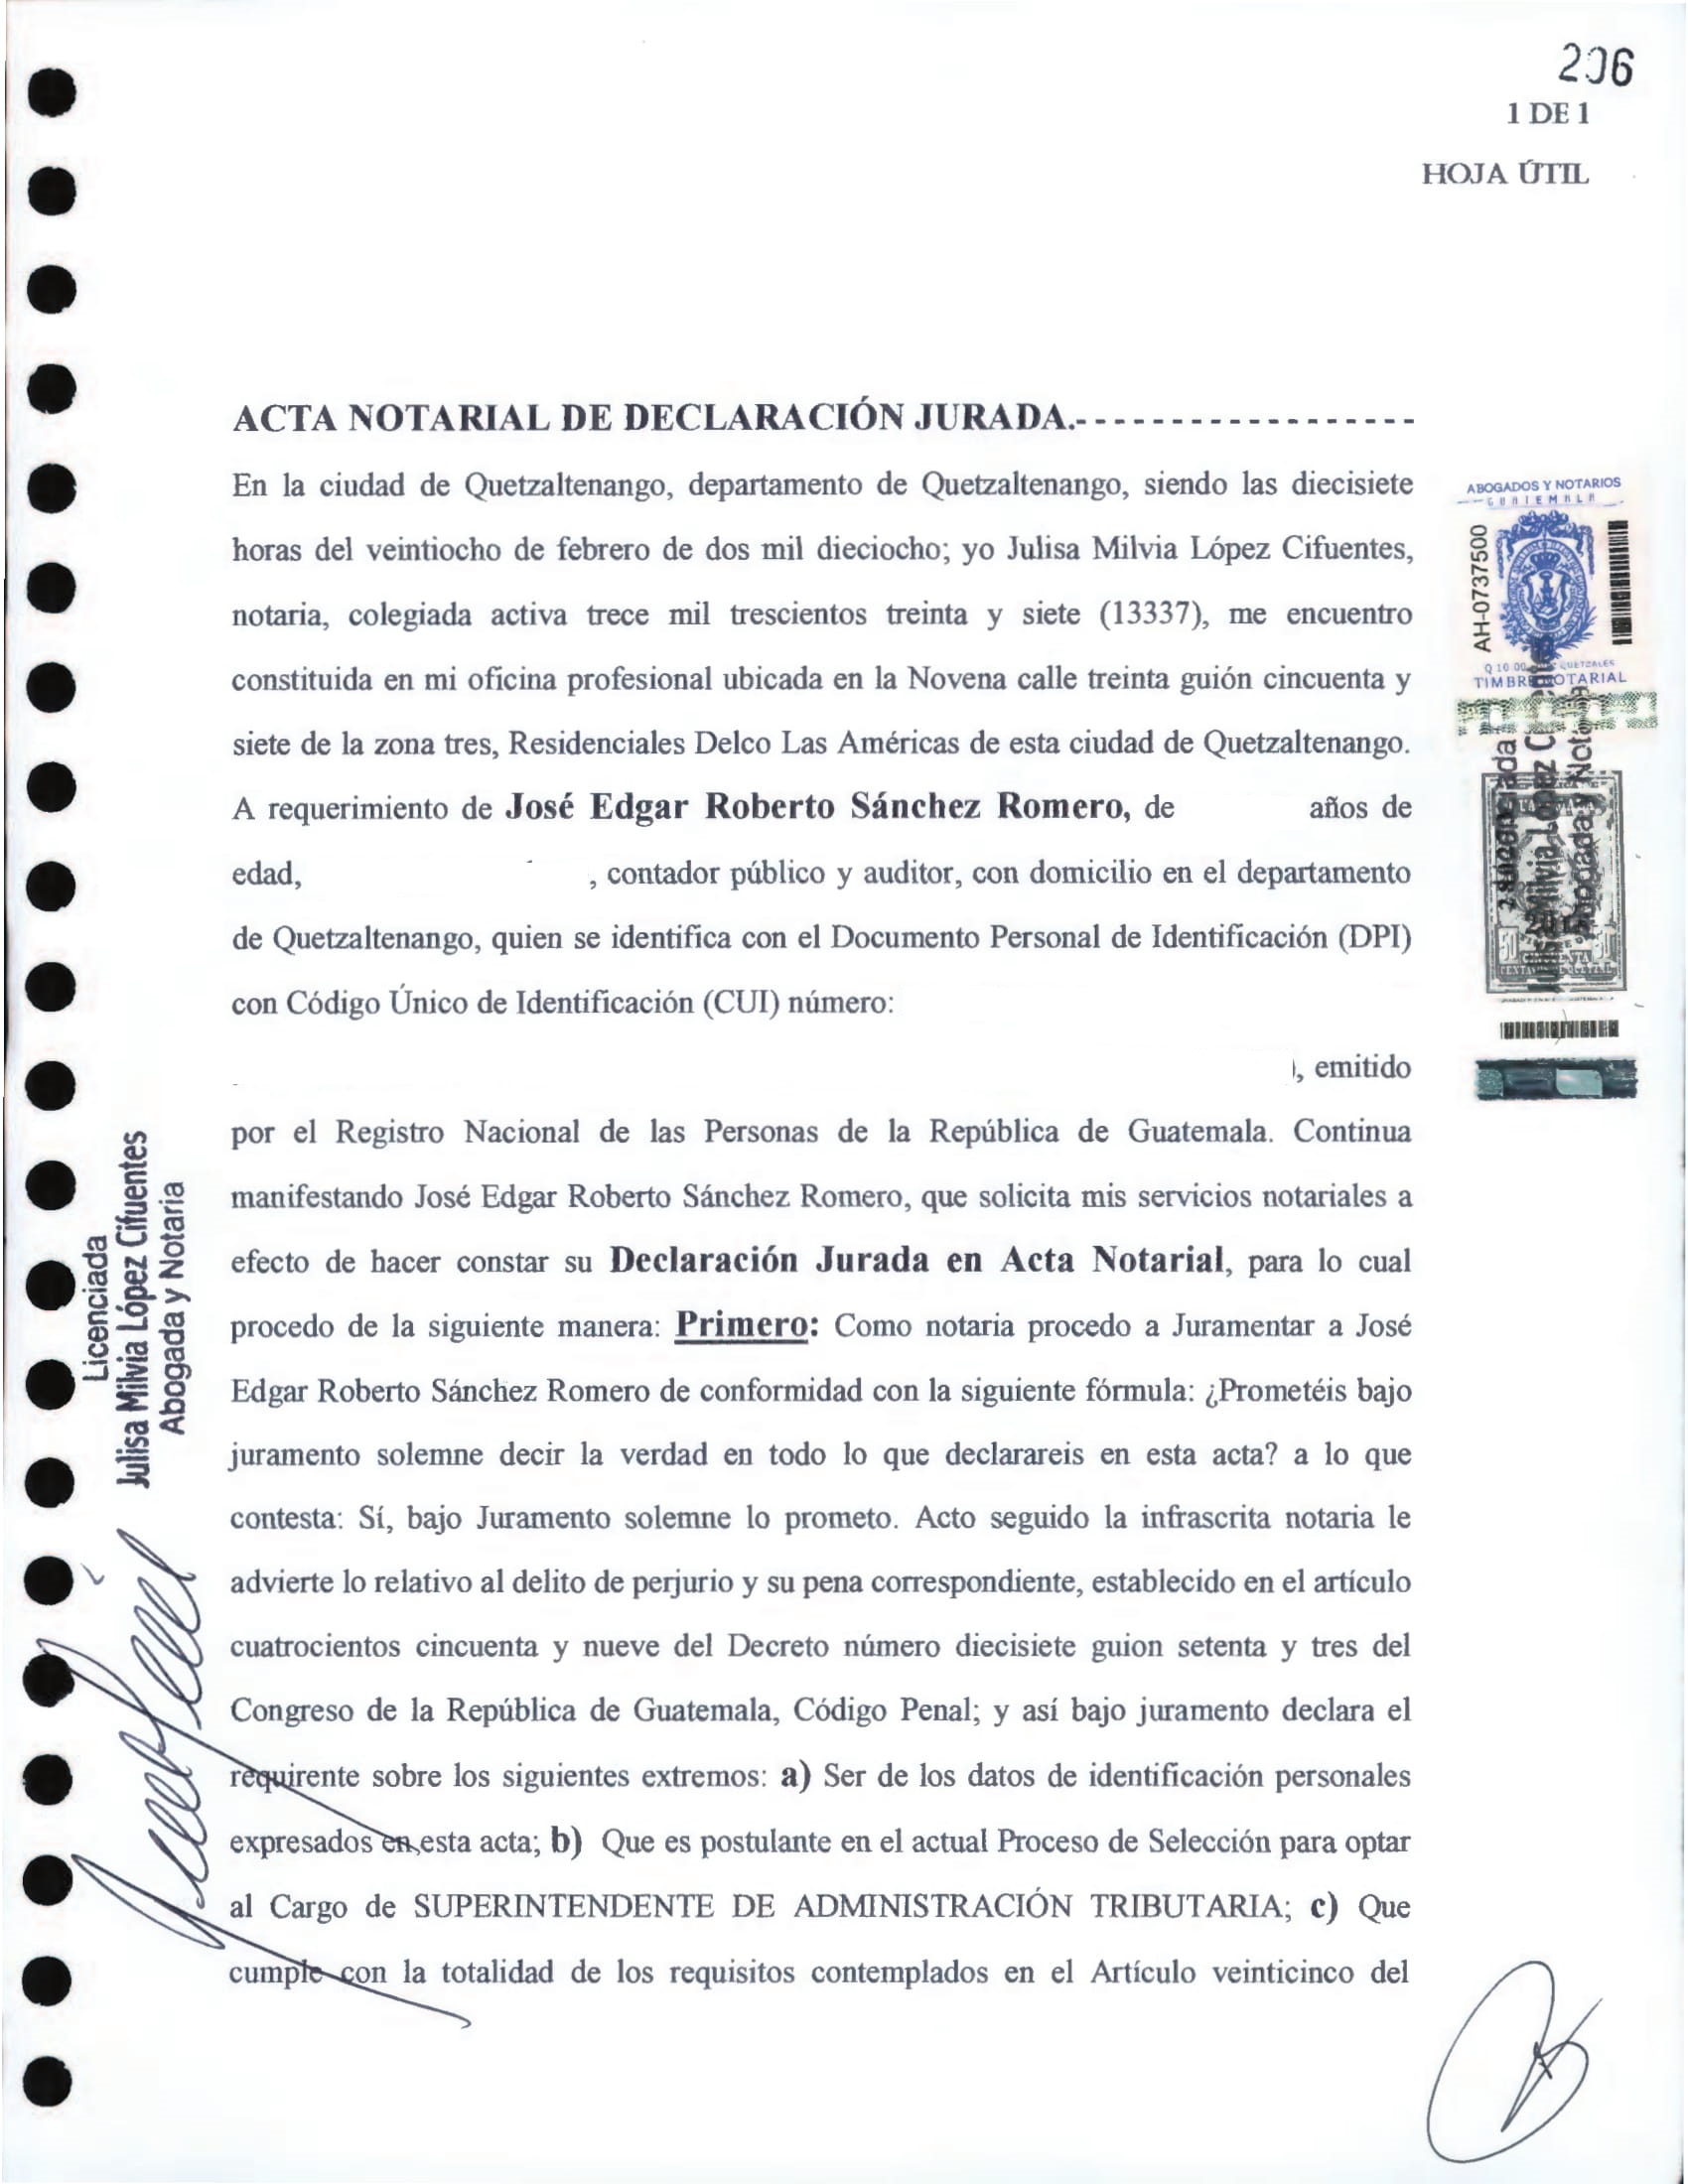 206
1 DE 1
HOJA ÚTIL
ACTA NOTARIAL DE DECLARACIÓN JURADA.------------------
En la ciudad de Quetzaltenango, departamento de Quetzaltenango, siendo las diecisiete
horas del veintiocho de febrero de dos mil dieciocho; yo Julisa Milvia López Cifuentes,
notaria, colegiada activa trece mil trescientos treinta y siete (13337), me encuentro
constituida en mi oficina profesional ubicada en la Novena calle treinta guión cincuenta y
siete de la zona tres, Residenciales Delco Las Américas de esta ciudad de Quetzaltenango.
A requerimiento de José Edgar Roberto Sánchez Romero, de años de
edad, , contador público y auditor, con domicilio en el departamento
de Quetzaltenango, quien se identifica con el Documento Personal de Identificación (DPI)
con Código Único de Identificación (CUI) número:
), emitido
por el Registro Nacional de las Personas de la República de Guatemala. Continua
manifestando José Edgar Roberto Sánchez Romero, que solicita mis servicios notariales a
efecto de hacer constar su Declaración Jurada en Acta Notarial, para lo cual
procedo de la siguiente manera: Primero: Como notaria procedo a Juramentar a José
Edgar Roberto Sánchez Romero de conformidad con la siguiente fórmula: ¿Prometéis bajo
juramento solemne decir la verdad en todo lo que declarareis en esta acta? a lo que
contesta: Sí, bajo Juramento solemne lo prometo. Acto seguido la infrascrita notaria le
advierte lo relativo al delito de perjurio y su pena correspondiente, establecido en el artículo
cuatrocientos cincuenta y nueve del Decreto número diecisiete guion setenta y tres del
Congreso de la República de Guatemala, Código Penal; y así bajo juramento declara el
requirente sobre los siguientes extremos: a) Ser de los datos de identificación personales
expresados en esta acta; b) Que es postulante en el actual Proceso de Selección para optar
al Cargo de SUPERINTENDENTE DE ADMINISTRACIÓN TRIBUTARIA; c) Que
cumple con la totalidad de los requisitos contemplados en el Artículo veinticinco del
ABOGADOS Y NOTARIOS
GUATEMALA
AH-0737500
TIMBRE NOTARIAL
Licenciada
Julisa Milvia López Cifuentes
Abogada y Notaria